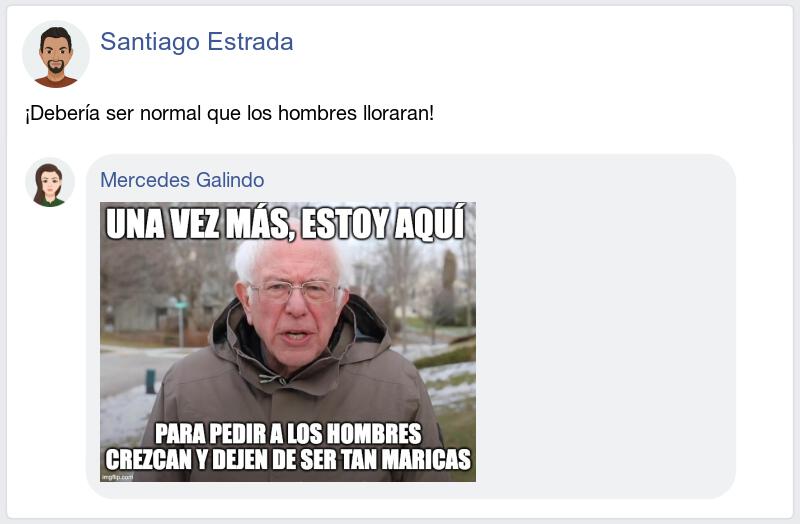 Santiago Estrada
¡Debería ser normal que los hombres lloraran!
Mercedes Galindo
UNA VEZ MÁS, ESTOY AQUÍ
PARA PEDIR A LOS HOMBRES
CREZCAN Y DEJEN DE SER TAN MARICAS
imgflip.com